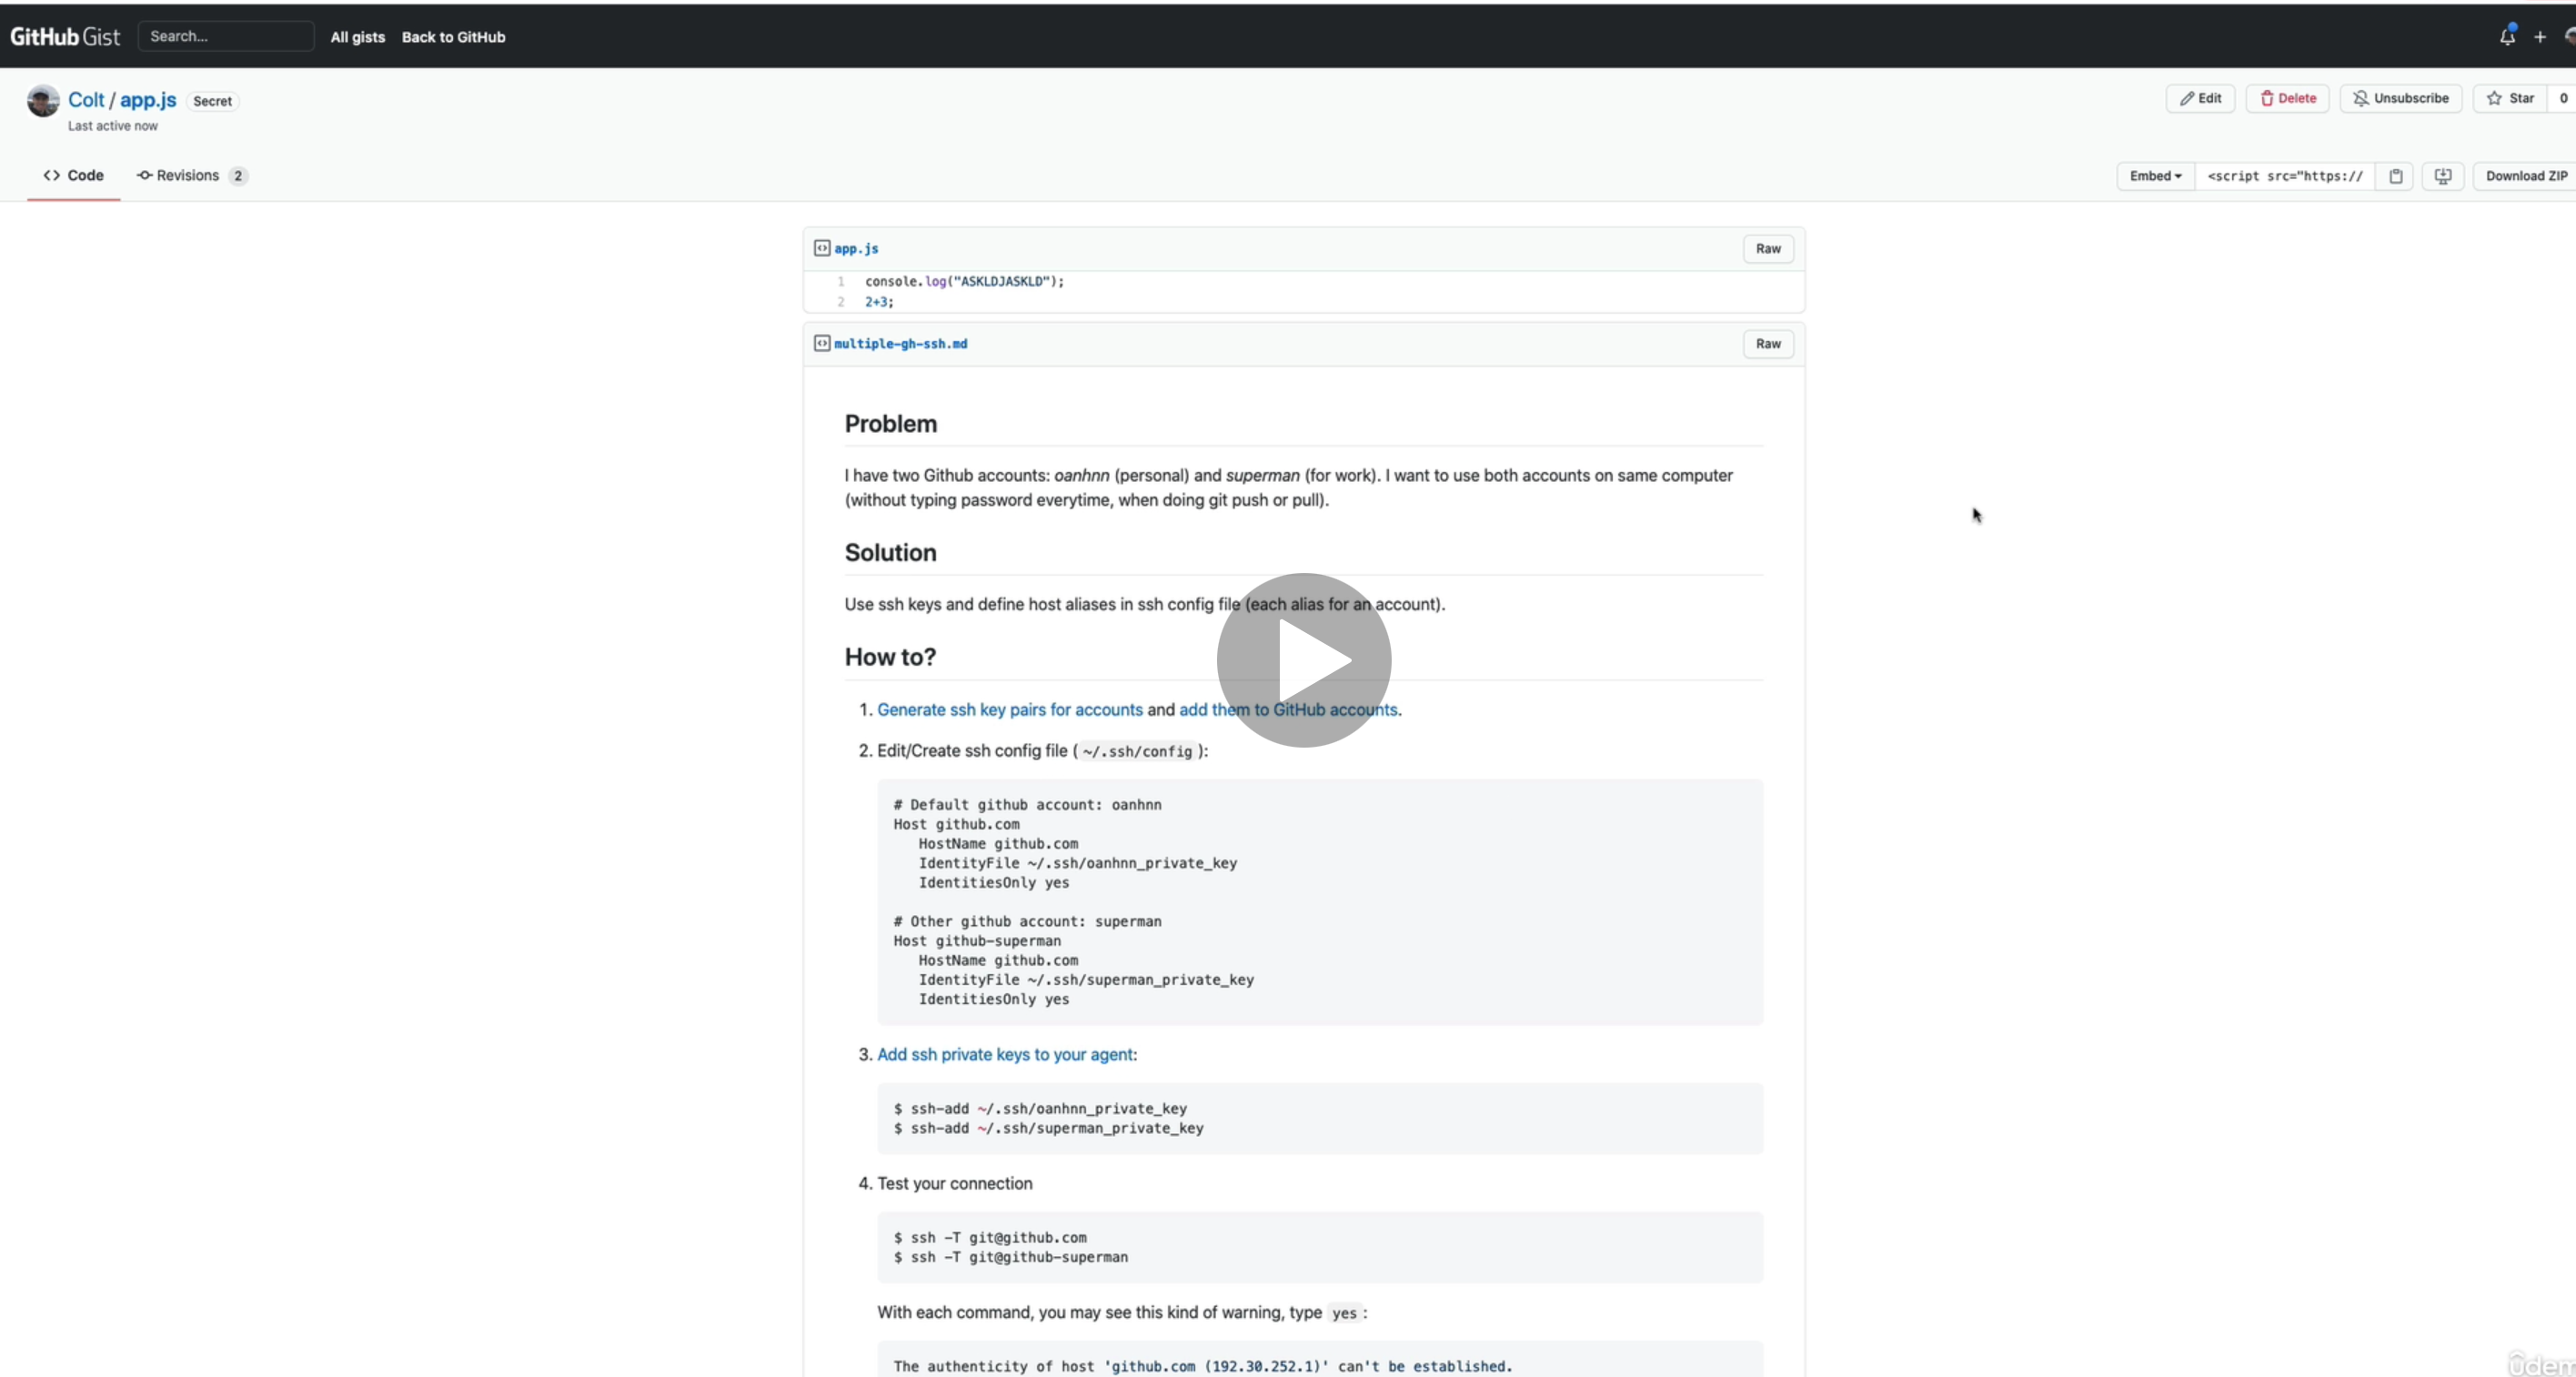 GitHub Gist Search... All gists Back to GitHub
Colt / app.js Secret
Last active now
Edit Delete Unsubscribe Star 0
Code Revisions 2
Embed <script src="https:// Download ZIP
app.js Raw
1 console.log("ASKLDJASKLD");
2 2+3;
multiple-gh-ssh.md Raw
Problem
I have two Github accounts: oanhnn (personal) and superman (for work). I want to use both accounts on same computer
(without typing password everytime, when doing git push or pull).
Solution
Use ssh keys and define host aliases in ssh config file (each alias for an account).
How to?
1. Generate ssh key pairs for accounts and add them to GitHub accounts.
2. Edit/Create ssh config file ( ~/.ssh/config ):
# Default github account: oanhnn
Host github.com
HostName github.com
IdentityFile ~/.ssh/oanhnn_private_key
IdentitiesOnly yes
# Other github account: superman
Host github-superman
HostName github.com
IdentityFile ~/.ssh/superman_private_key
IdentitiesOnly yes
3. Add ssh private keys to your agent:
$ ssh-add ~/.ssh/oanhnn_private_key
$ ssh-add ~/.ssh/superman_private_key
4. Test your connection
$ ssh -T git@github.com
$ ssh -T git@github-superman
With each command, you may see this kind of warning, type yes :
The authenticity of host 'github.com (192.30.252.1)' can't be established.